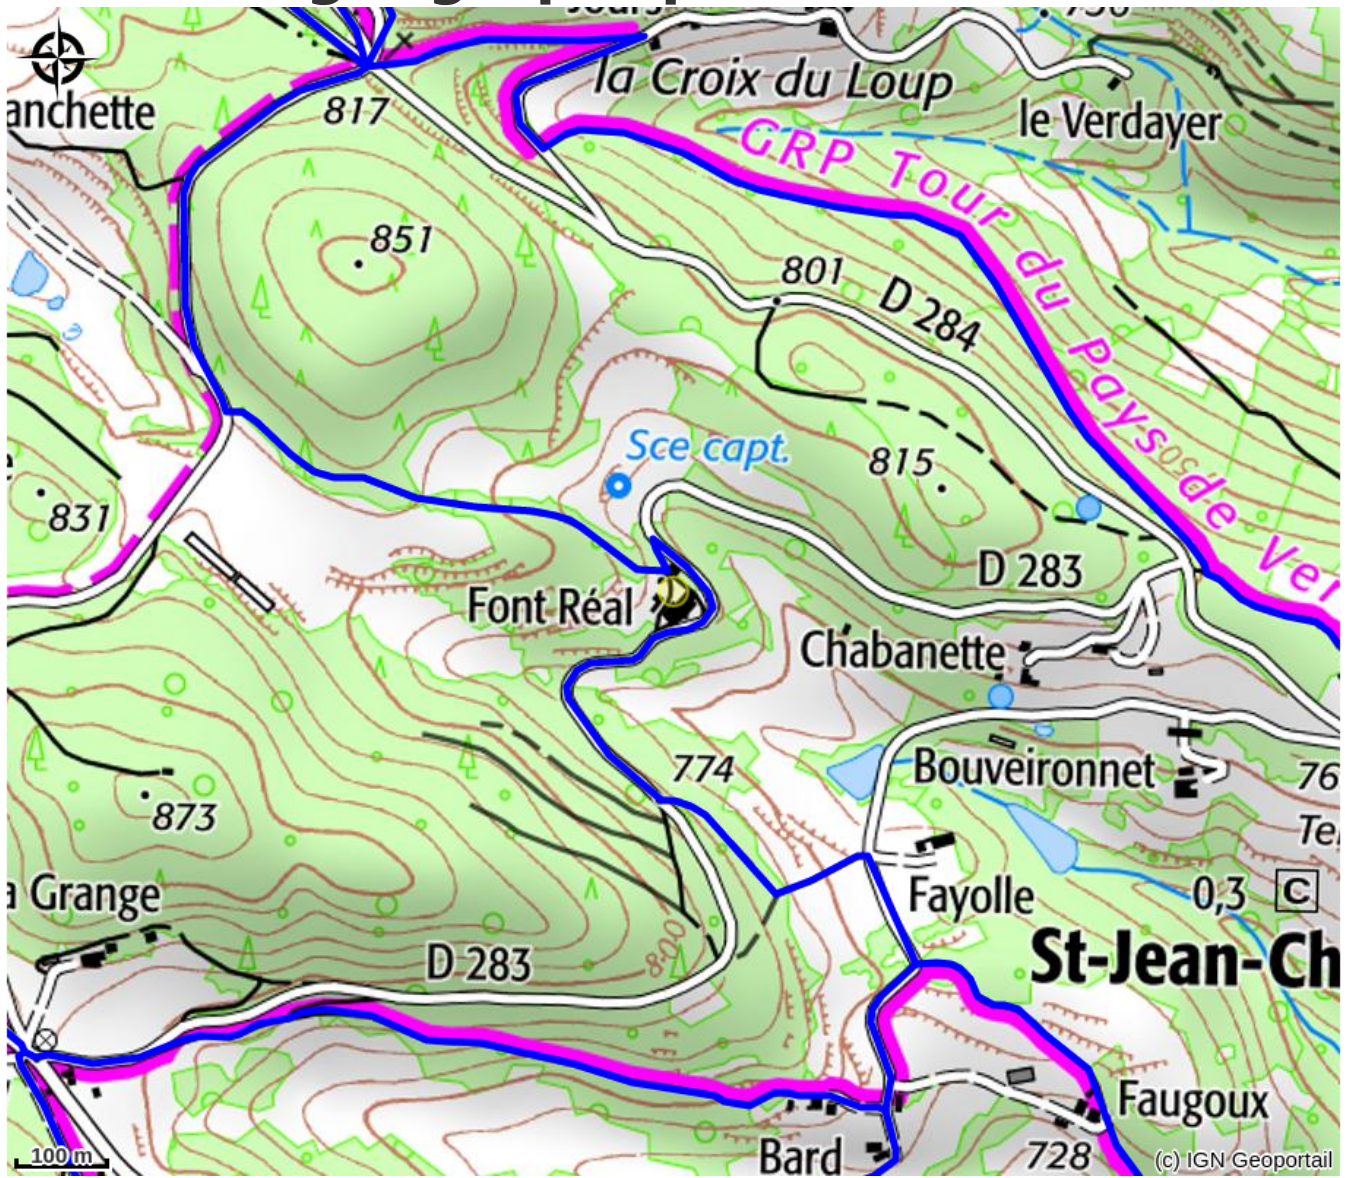 la Croix du Loup
le Verdayer
anchette
817
GRP Tour du Pays de Ver
851
801
D 284
Sce capt.
815
831
D 283
Font Réal
Chabanette
774
Bouveironnet
76
873
Te
a Grange
Fayolle
0,3 C
St-Jean-Ch
D 283
800
Faugoux
Bard
728
100 m
(c) IGN Geoportail